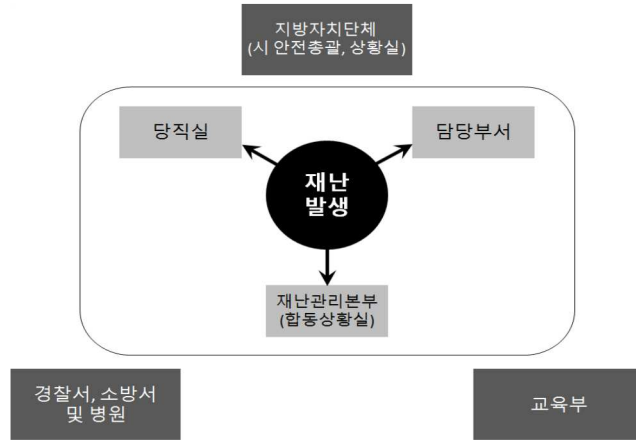 지방자치단체
(시 안전총괄, 상황실)
당직실
담당부서
재난
발생
재난관리본부
(합동상황실)
경찰서, 소방서
및 병원
교육부